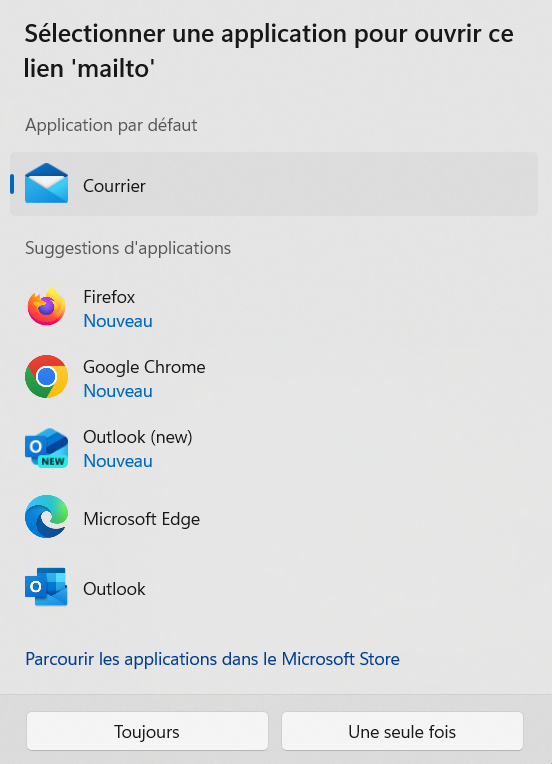 Sélectionner une application pour ouvrir ce
lien 'mailto'
Application par défaut
Courrier
Suggestions d'applications
Firefox
Nouveau
Google Chrome
Nouveau
Outlook (new)
Nouveau
O
NEW
Microsoft Edge
Outlook
O
Parcourir les applications dans le Microsoft Store
Toujours
Une seule fois